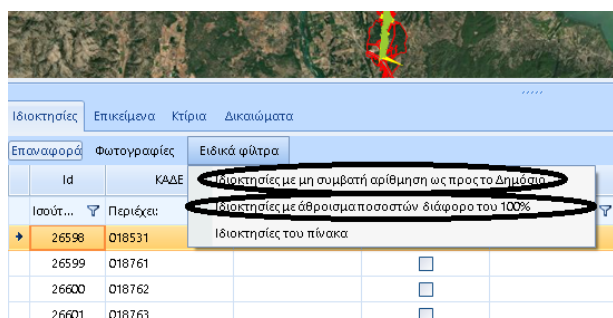 Ιδιοκτησίες Επικείμενα Κτίρια Δικαιώματα
Επαναφορά Φωτογραφίες Ειδικά φίλτρα
Id ΚΑΔΕ Ιδιοκτησίες με μη συμβατή αρίθμηση ως προς το Δημόσιο
Ισούτ... Περιέχει: Ιδιοκτησίες με άθροισμα ποσοστών διάφορο του 100%
26598 018531 Ιδιοκτησίες του πίνακα
26599 018761
26600 018762
26601 018763